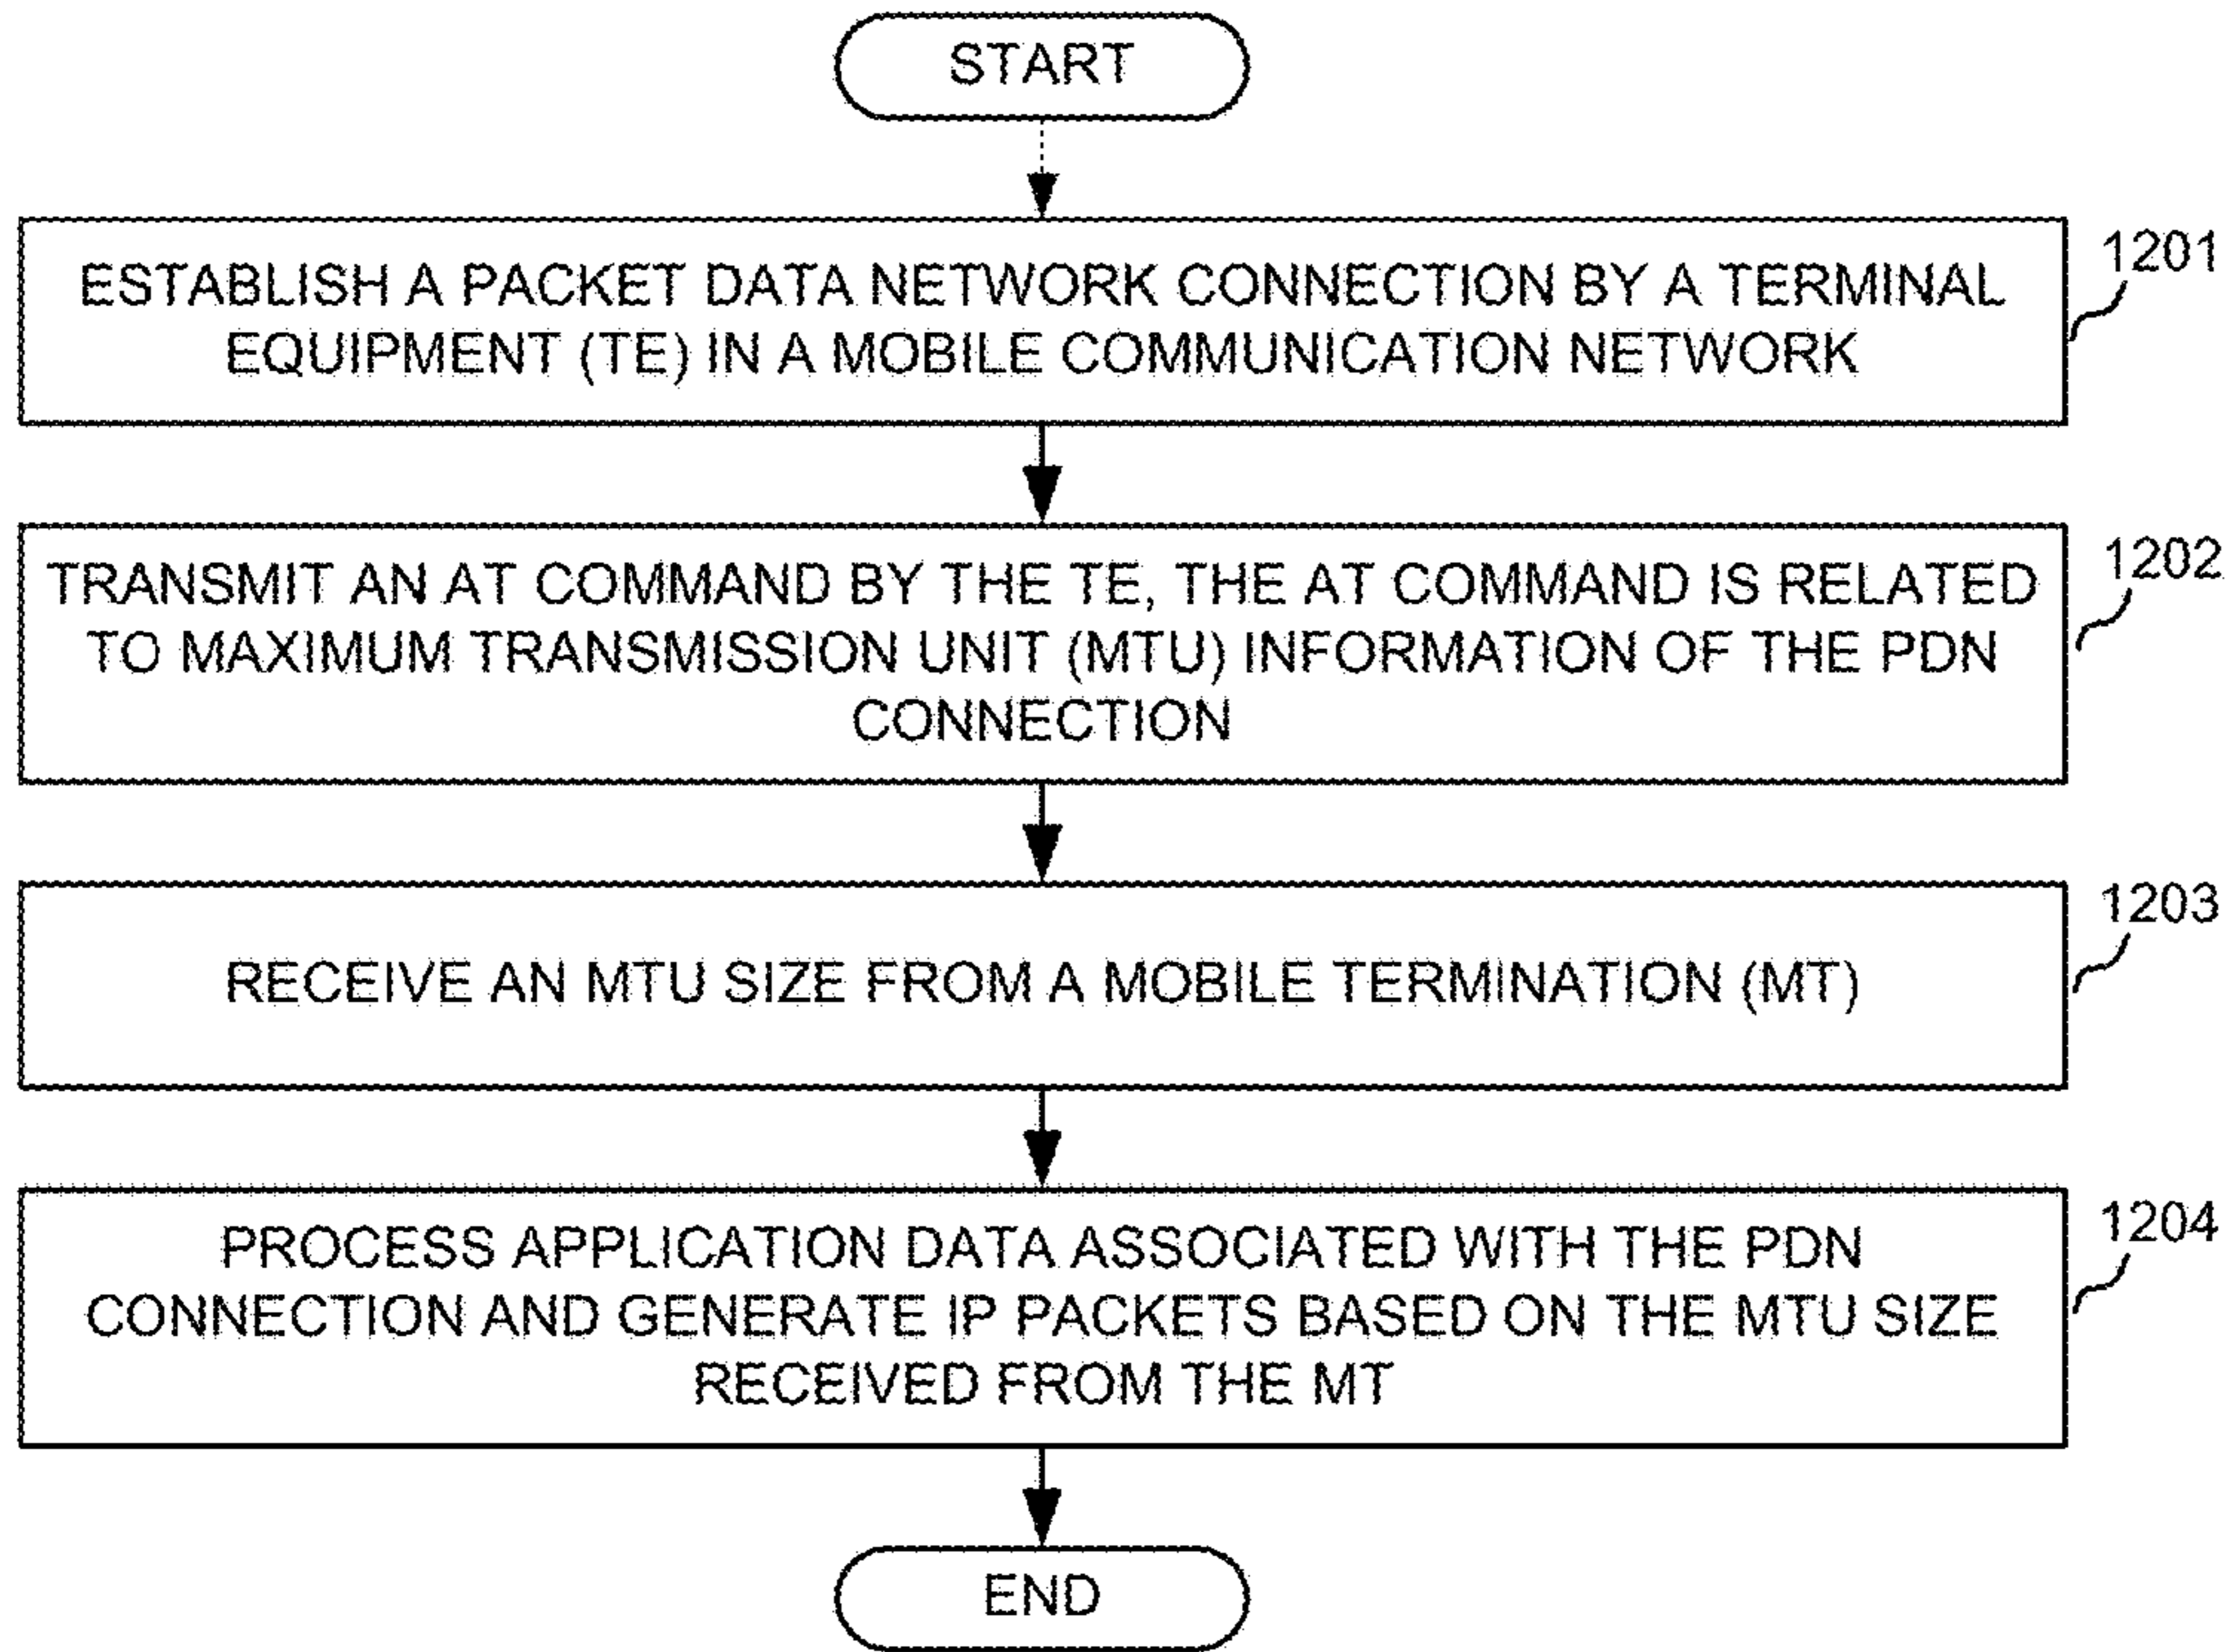 START
ESTABLISH A PACKET DATA NETWORK CONNECTION BY A TERMINAL
EQUIPMENT (TE) IN A MOBILE COMMUNICATION NETWORK
1201
TRANSMIT AN AT COMMAND BY THE TE, THE AT COMMAND IS RELATED
TO MAXIMUM TRANSMISSION UNIT (MTU) INFORMATION OF THE PDN
CONNECTION
1202
RECEIVE AN MTU SIZE FROM A MOBILE TERMINATION (MT)
1203
PROCESS APPLICATION DATA ASSOCIATED WITH THE PDN
CONNECTION AND GENERATE IP PACKETS BASED ON THE MTU SIZE
RECEIVED FROM THE MT
1204
END